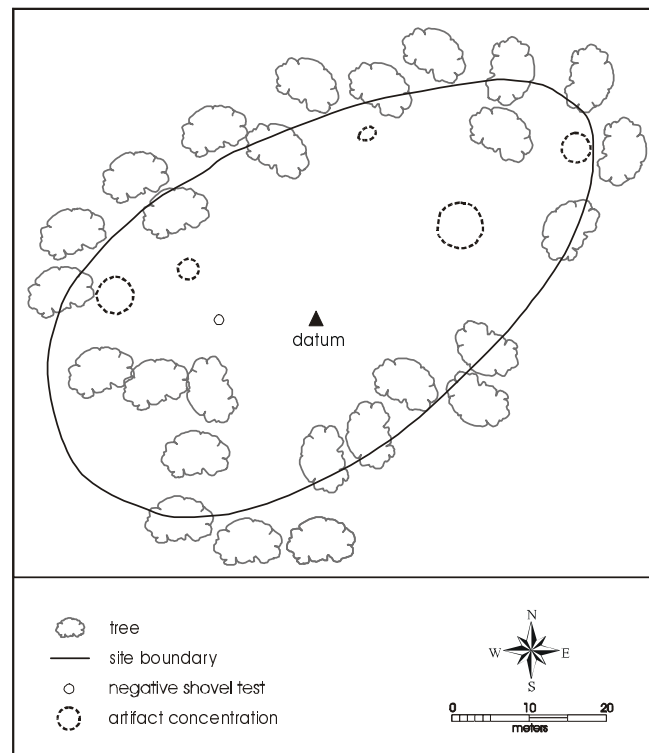 datum
tree
site boundary
negative shovel test
artifact concentration
N
W E
S
0 10 20
meters